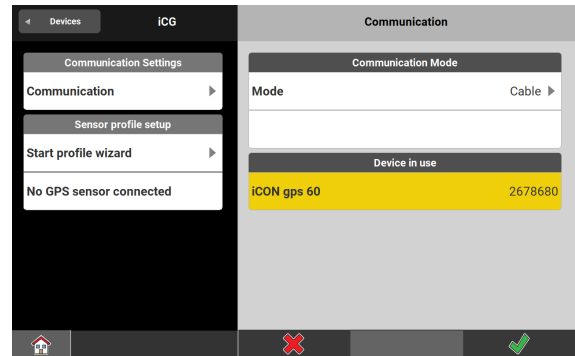 Devices
iCG
Communication Settings
Communication
Sensor profile setup
Start profile wizard
No GPS sensor connected
Communication
Communication Mode
Mode Cable
Device in use
iCON gps 60 2678680